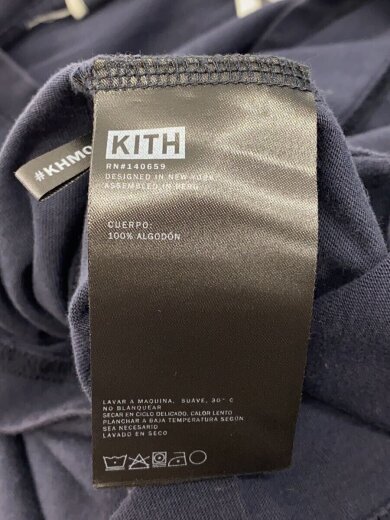 KITH
RN#140659
DESIGNED IN NEW YORK
ASSEMBLED IN PERU
#KHM0
CUERPO:
100% ALGODÓN
LAVAR A MAQUINA, SUAVE, 30° C
NO BLANQUEAR
SECAR EN CICLO DELICADO, CALOR LENTO
PLANCHAR A BAJA TEMPERATURA SEGÚN
SEA NECESARIO
LAVADO EN SECO